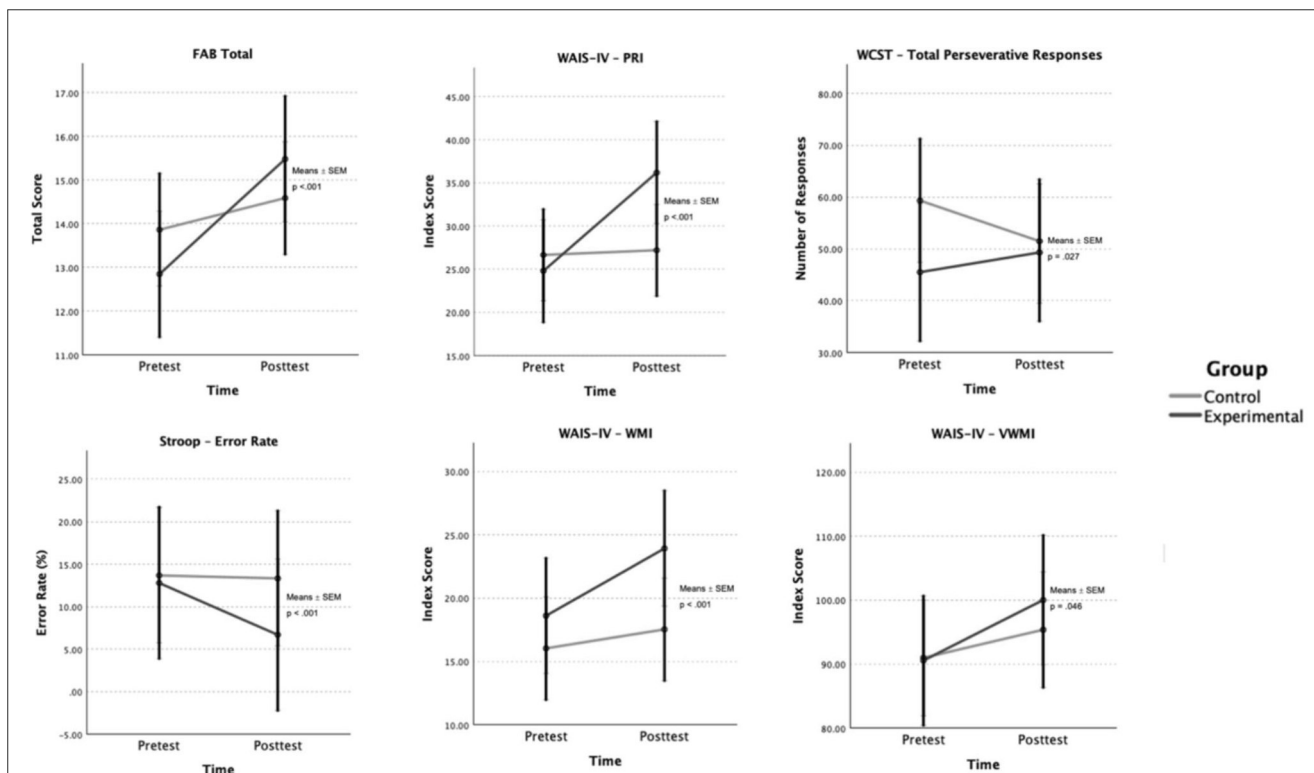 FAB Total
17.00
16.00
15.00
14.00
13.00
12.00
11.00
Total Score
Means ± SEM
p <.001
Pretest
Posttest
Time
WAIS-IV - PRI
45.00
40.00
35.00
30.00
25.00
20.00
15.00
Index Score
Means ± SEM
p <.001
Pretest
Posttest
Time
WCST - Total Perseverative Responses
80.00
70.00
60.00
50.00
40.00
30.00
Number of Responses
Means ± SEM
p = .027
Pretest
Posttest
Time
Group
Control
Experimental
Stroop - Error Rate
25.00
20.00
15.00
10.00
5.00
.00
-5.00
Error Rate (%)
Means ± SEM
p < .001
Pretest
Posttest
Time
WAIS-IV - WMI
30.00
25.00
20.00
15.00
10.00
Index Score
Means ± SEM
p < .001
Pretest
Posttest
Time
WAIS-IV - VWMI
120.00
110.00
100.00
90.00
80.00
Index Score
Means ± SEM
p = .046
Pretest
Posttest
Time